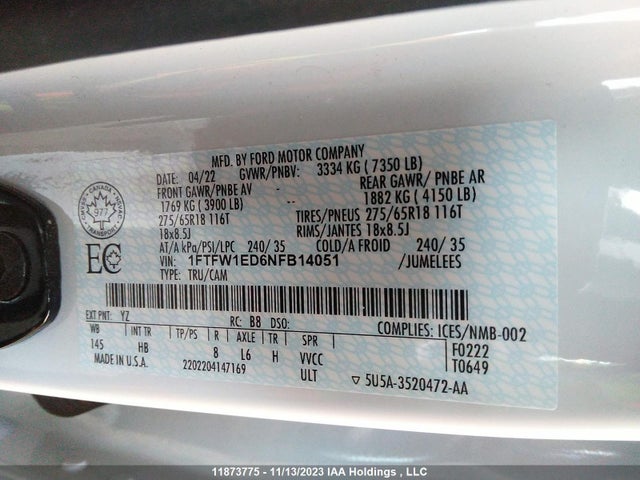 MFD. BY FORD MOTOR COMPANY
DATE: 04/22 GVWR/PNBV: 3334 KG ( 7350 LB)
FRONT GAWR/PNBE AV - REAR GAWR/ PNBE AR
1769 KG ( 3900 LB) -- 1882 KG ( 4150 LB)
275/65R18 116T TIRES/PNEUS 275/65R18 116T
18x8.5J RIMS/JANTES 18x8.5J
AT/A kPa/PSI/LPC 240/ 35 COLD/A FROID 240/ 35
VIN: 1FTFW1ED6NFB14051 /JUMELEES
TYPE: TRU/CAM
CANADA
977
TRANSPORT
EC
EXT PNT: YZ RC: B8 DSO: COMPLIES: ICES/NMB-002
WB INT TR TP/PS R AXLE TR SPR F0222
145 HB 8 L6 H VVCC T0649
MADE IN U.S.A. 2202204147169 ULT ▽ 5U5A-3520472-AA
11873775 - 11/13/2023 IAA Holdings , LLC